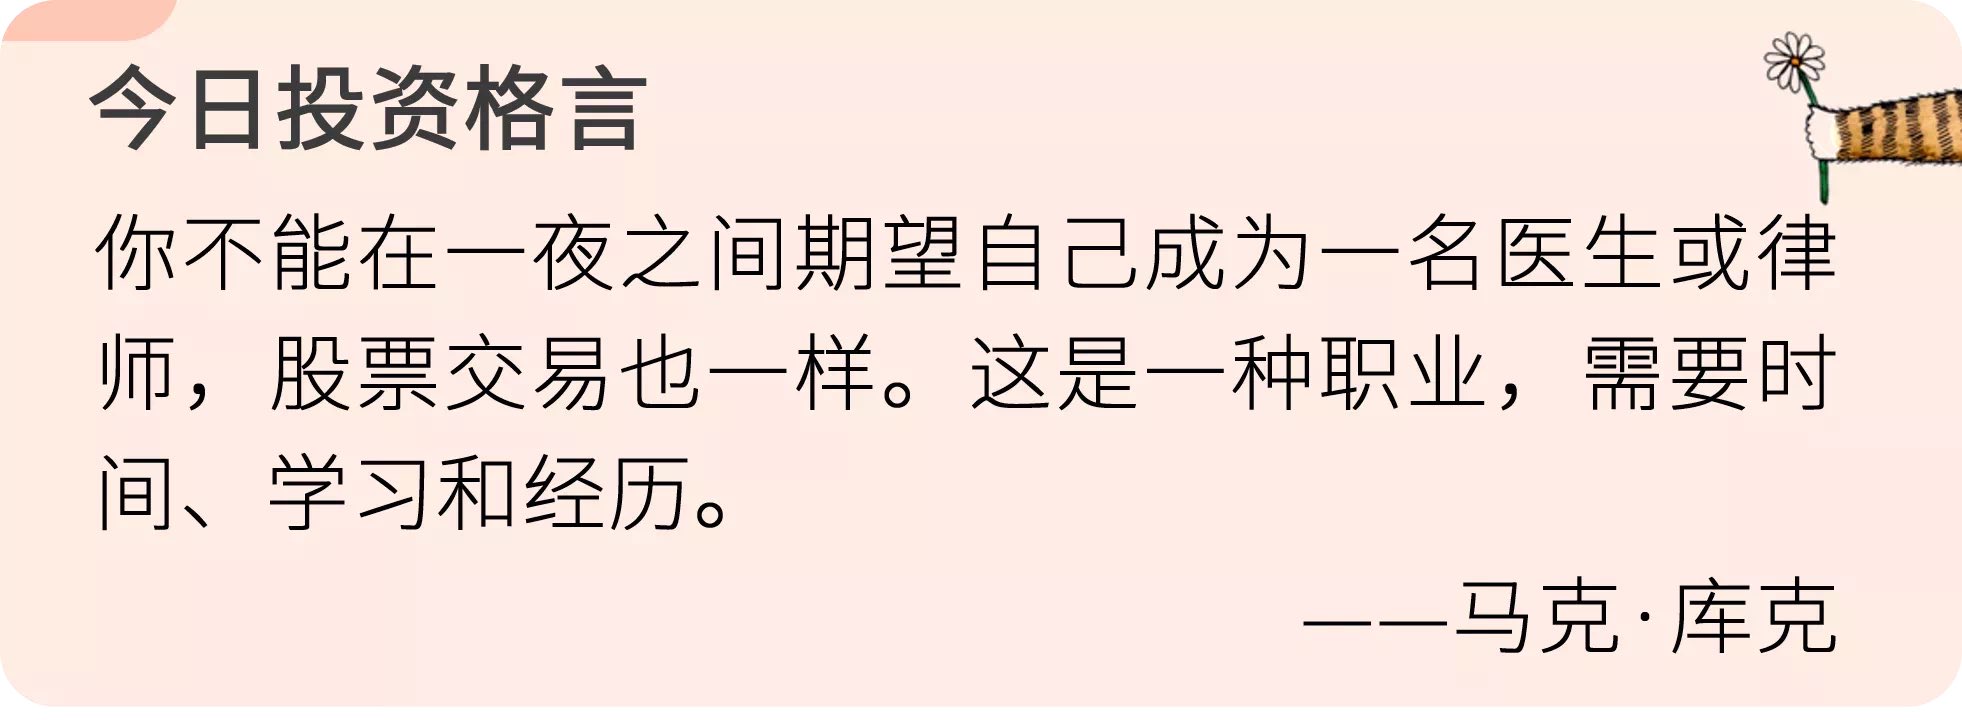 今日投资格言
你不能在一夜之间期望自己成为一名医生或律
师，股票交易也一样。这是一种职业，需要时
间、学习和经历。
——马克·库克